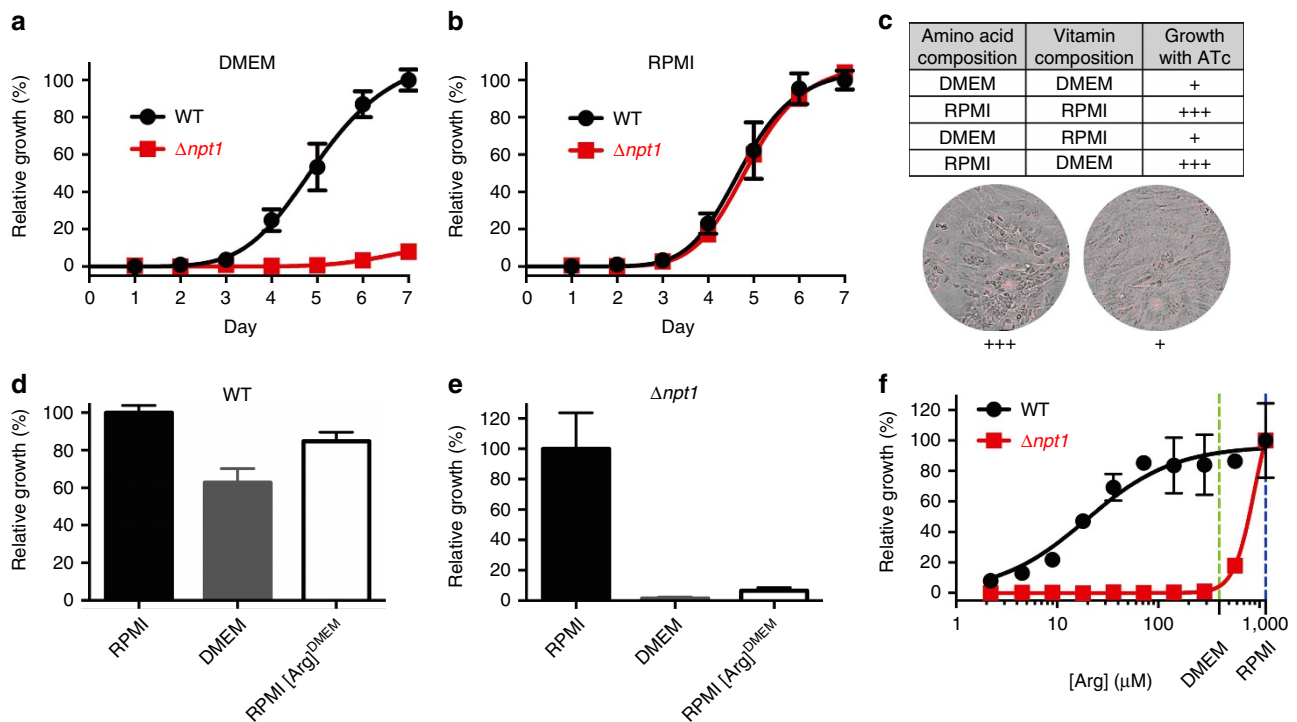 a
DMEM
Relative growth (%)
100
80
60
40
20
0
WT
Δnpt1
0 1 2 3 4 5 6 7
Day
b
RPMI
Relative growth (%)
100
80
60
40
20
0
WT
Δnpt1
0 1 2 3 4 5 6 7
Day
c
Amino acid composition Vitamin composition Growth with ATc
DMEM DMEM +
RPMI RPMI +++
DMEM RPMI +
RPMI DMEM +++
+++ +
d
WT
Relative growth (%)
100
80
60
40
20
0
RPMI
DMEM
RPMI [Arg]DMEM
e
Δnpt1
Relative growth (%)
120
100
80
60
40
20
0
RPMI
DMEM
RPMI [Arg]DMEM
f
Relative growth (%)
120
100
80
60
40
20
0
WT
Δnpt1
1 10 100 1,000
[Arg] (μM)
DMEM
RPMI